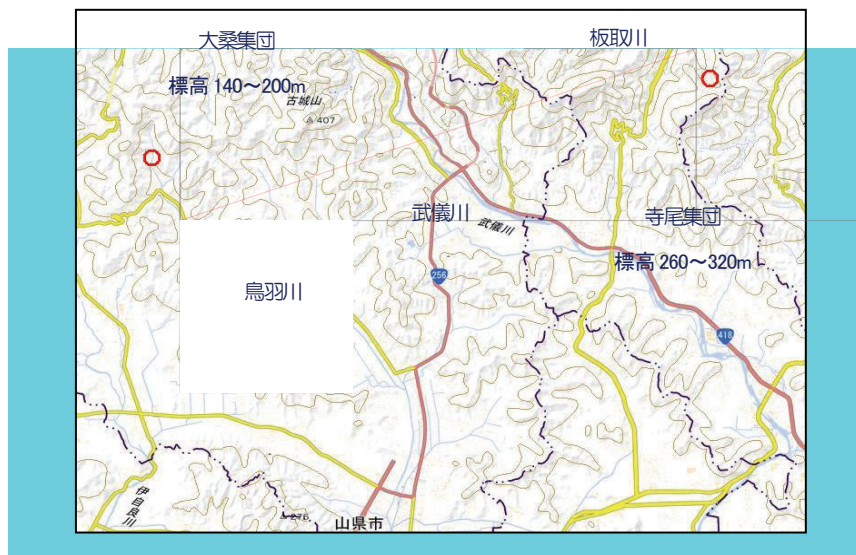 大桑集団
板取川
標高 140～200m
古城山
407
武儀川
武儀川
寺尾集団
標高 260～320m
256
鳥羽川
418
伊自良川
276
山県市